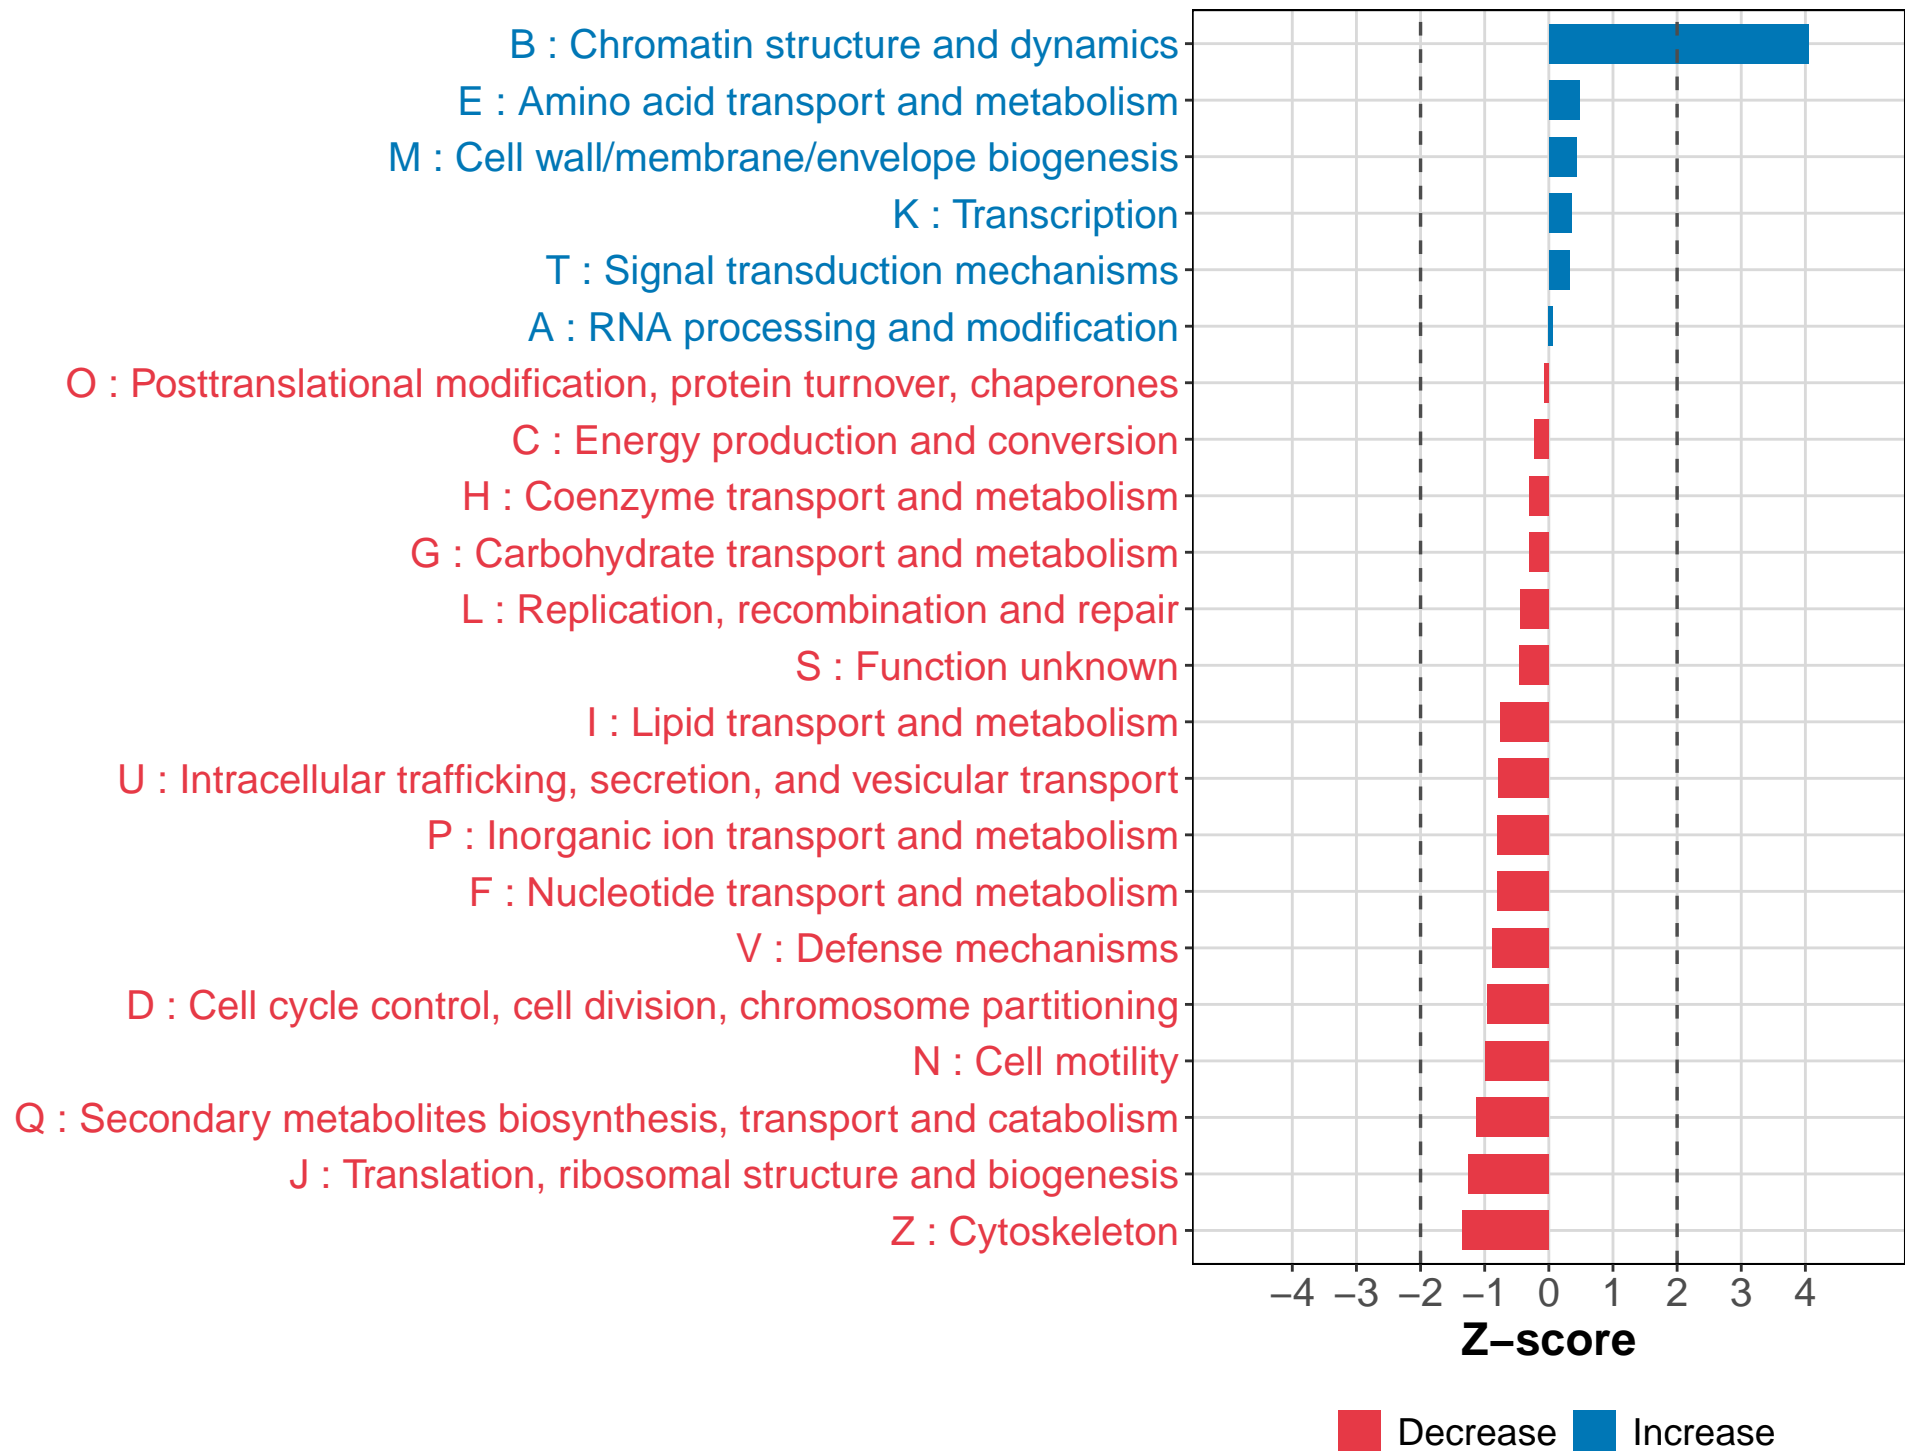 B : Chromatin structure and dynamics
E : Amino acid transport and metabolism
M : Cell wall/membrane/envelope biogenesis
K : Transcription
T : Signal transduction mechanisms
A : RNA processing and modification
O : Posttranslational modification, protein turnover, chaperones
C : Energy production and conversion
H : Coenzyme transport and metabolism
G : Carbohydrate transport and metabolism
L : Replication, recombination and repair
S : Function unknown
I : Lipid transport and metabolism
U : Intracellular trafficking, secretion, and vesicular transport
P : Inorganic ion transport and metabolism
F : Nucleotide transport and metabolism
V : Defense mechanisms
D : Cell cycle control, cell division, chromosome partitioning
N : Cell motility
Q : Secondary metabolites biosynthesis, transport and catabolism
J : Translation, ribosomal structure and biogenesis
Z : Cytoskeleton
−4 −3 −2 −1 0 1 2 3 4
Z−score
Decrease Increase